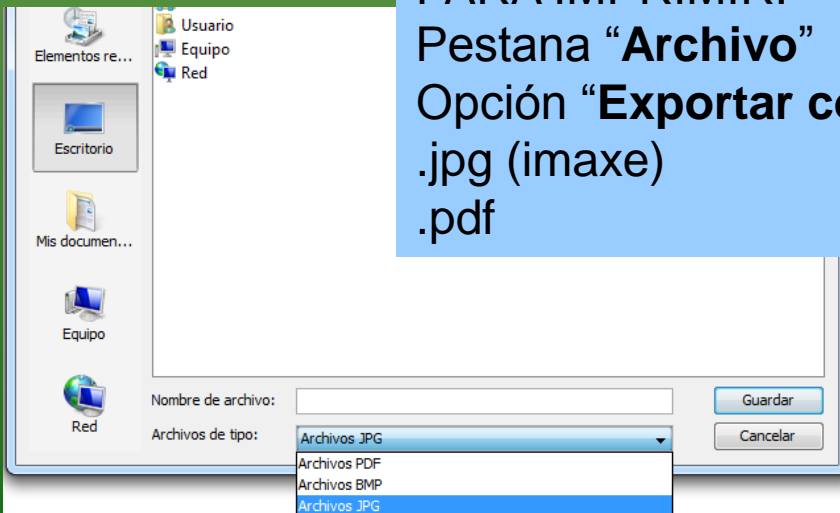 Pestana “Archivo”
Opción “Exportar
.jpg (imaxe)
.pdf
Elementos re...
Escritorio
Mis documen...
Equipo
Red
Usuario
Equipo
Red
Nombre de archivo:
Guardar
Archivos de tipo:
Archivos JPG
Cancelar
Archivos PDF
Archivos BMP
Archivos JPG